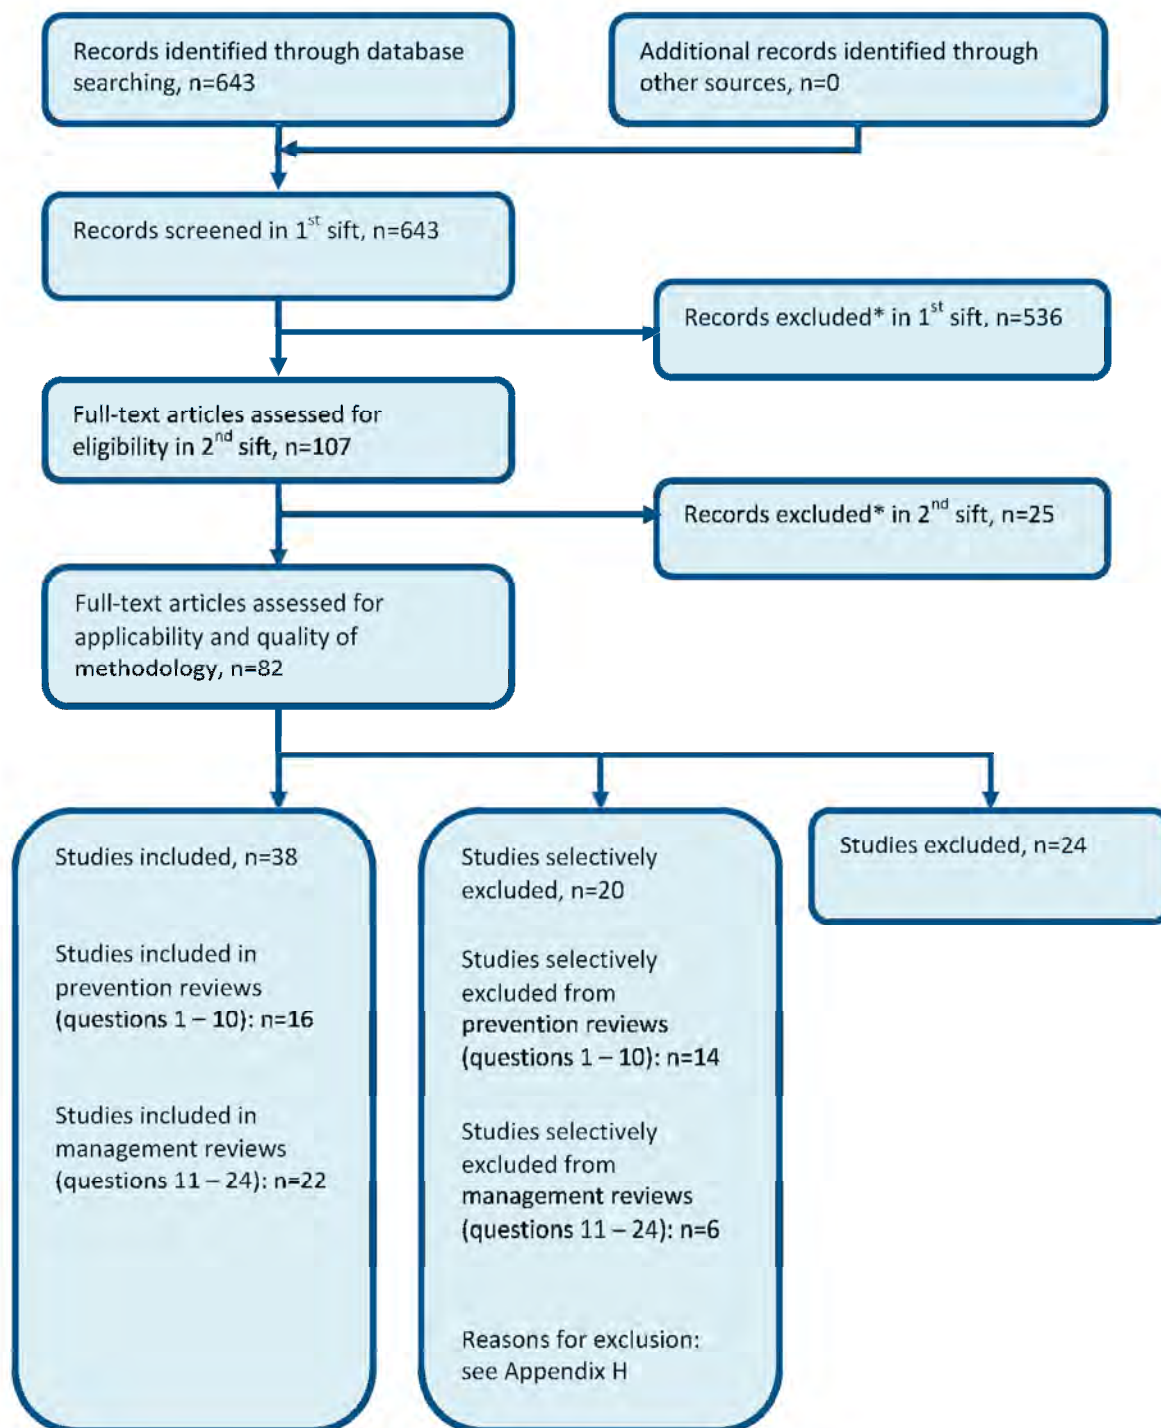 Records identified through database
searching, n=643
Additional records identified through
other sources, n=0
Records screened in 1st sift, n=643
Records excluded* in 1st sift, n=536
Full-text articles assessed for
eligibility in 2nd sift, n=107
Records excluded* in 2nd sift, n=25
Full-text articles assessed for
applicability and quality of
methodology, n=82
Studies included, n=38
Studies included in
prevention reviews
(questions 1 – 10): n=16
Studies included in
management reviews
(questions 11 – 24): n=22
Studies selectively
excluded, n=20
Studies selectively
excluded from
prevention reviews
(questions 1 – 10): n=14
Studies selectively
excluded from
management reviews
(questions 11 – 24): n=6
Reasons for exclusion:
see Appendix H
Studies excluded, n=24